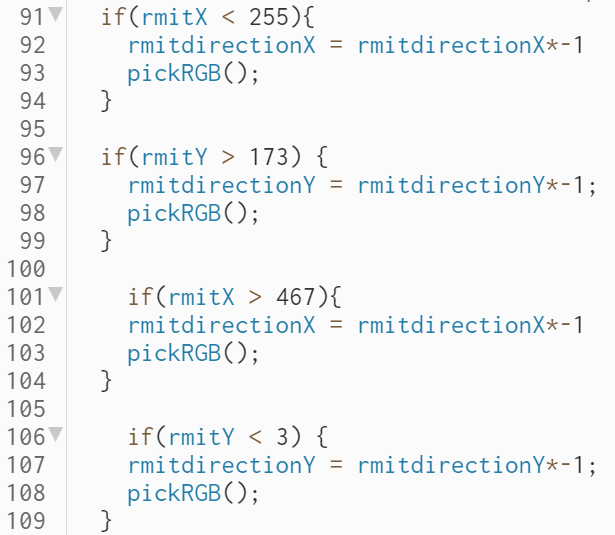 91 if(rmitX < 255){
92 rmitdirectionX = rmitdirectionX*-1
93 pickRGB();
94 }
95
96 if(rmitY > 173) {
97 rmitdirectionY = rmitdirectionY*-1;
98 pickRGB();
99 }
100
101 if(rmitX > 467){
102 rmitdirectionX = rmitdirectionX*-1
103 pickRGB();
104 }
105
106 if(rmitY < 3) {
107 rmitdirectionY = rmitdirectionY*-1;
108 pickRGB();
109 }